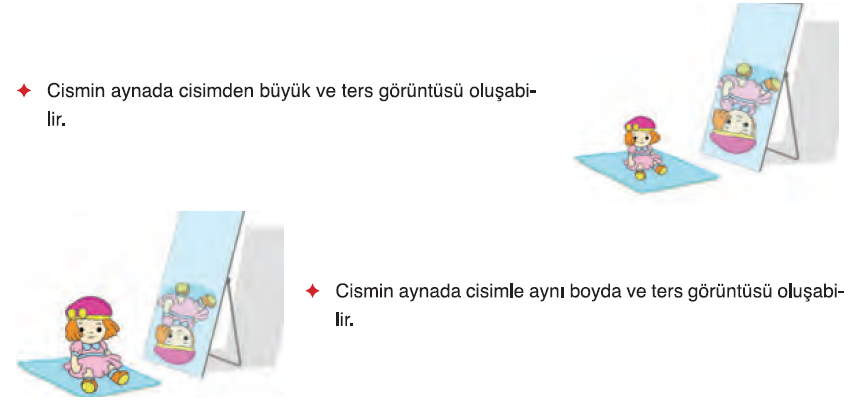 Cismin aynada cisimden büyük ve ters görüntüsü oluşabi-
lir.
Cismin aynada cisimle aynı boyda ve ters görüntüsü oluşabi-
lir.